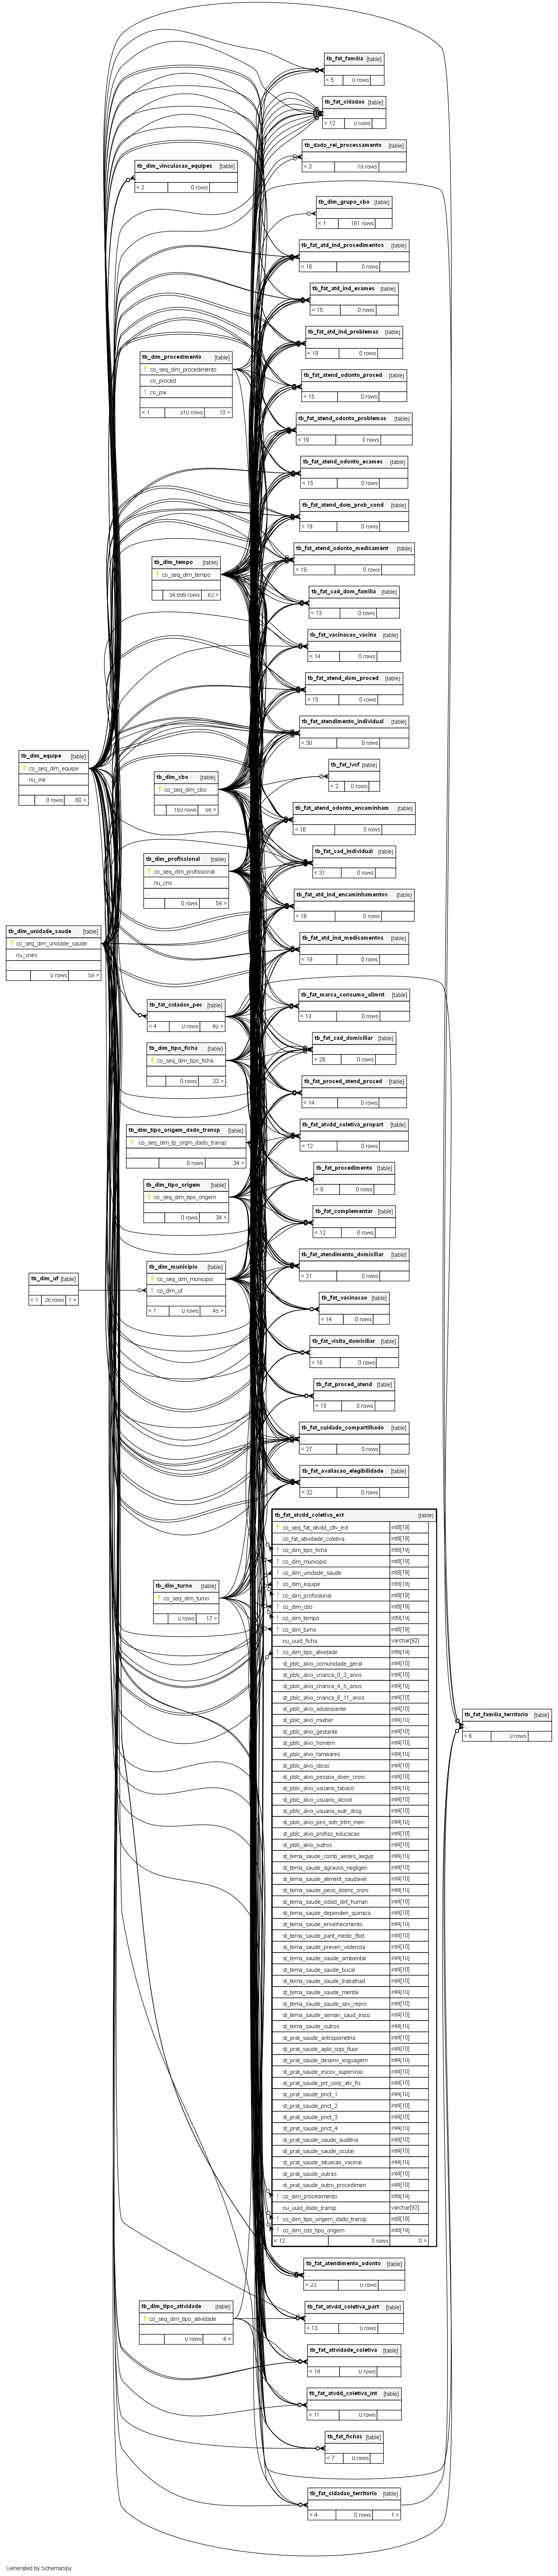 tb_fat_familia [table]
...
< 5 0 rows
tb_fat_cidadao [table]
...
< 12 0 rows
tb_dado_rel_processamento [table]
...
< 3 18 rows
tb_dim_vinculacao_equipes [table]
...
< 2 0 rows
tb_dim_grupo_cbo [table]
...
< 1 191 rows
tb_fat_atd_ind_procedimentos [table]
...
< 16 0 rows
tb_fat_atd_ind_exames [table]
...
< 15 0 rows
tb_fat_atd_ind_problemas [table]
...
< 19 0 rows
tb_dim_procedimento [table]
co_seq_dim_procedimento
co_proced
co_pai
...
< 1 310 rows 10 >
tb_fat_atend_odonto_proced [table]
...
< 15 0 rows
tb_fat_atend_odonto_problemas [table]
...
< 19 0 rows
tb_fat_atend_odonto_exames [table]
...
< 15 0 rows
tb_fat_atend_dom_prob_cond [table]
...
< 19 0 rows
tb_fat_atend_odonto_medicament [table]
...
< 19 0 rows
tb_dim_tempo [table]
co_seq_dim_tempo
...
34 699 rows 62 >
tb_fat_cad_dom_familia [table]
...
< 13 0 rows
tb_fat_vacinacao_vacina [table]
...
< 14 0 rows
tb_fat_atend_dom_proced [table]
...
< 15 0 rows
tb_fat_atendimento_individual [table]
...
< 30 0 rows
tb_dim_equipe [table]
co_seq_dim_equipe
nu_ine
...
0 rows 60 >
tb_fat_ivcf [table]
...
< 2 0 rows
tb_dim_cbo [table]
co_seq_dim_cbo
...
193 rows 56 >
tb_fat_atend_odonto_encaminham [table]
...
< 16 0 rows
tb_fat_cad_individual [table]
...
< 31 0 rows
tb_dim_profissional [table]
co_seq_dim_profissional
nu_cns
...
0 rows 54 >
tb_fat_atd_ind_encaminhamentos [table]
...
< 16 0 rows
tb_dim_unidade_saude [table]
co_seq_dim_unidade_saude
nu_cnes
...
0 rows 59 >
tb_fat_atd_ind_medicamentos [table]
...
< 19 0 rows
tb_fat_cidadao_pec [table]
...
< 4 0 rows 40 >
tb_fat_marca_consumo_alimnt [table]
...
< 13 0 rows
tb_fat_cad_domiciliar [table]
...
< 28 0 rows
tb_dim_tipo_ficha [table]
co_seq_dim_tipo_ficha
...
0 rows 33 >
tb_fat_proced_atend_proced [table]
...
< 14 0 rows
tb_dim_tipo_origem_dado_transp [table]
co_seq_dim_tp_orgm_dado_transp
...
0 rows 34 >
tb_fat_atvdd_coletiva_propart [table]
...
< 12 0 rows
tb_fat_procedimento [table]
...
< 9 0 rows
tb_dim_tipo_origem [table]
co_seq_dim_tipo_origem
...
0 rows 34 >
tb_fat_complementar [table]
...
< 12 0 rows
tb_fat_atendimento_domiciliar [table]
...
< 21 0 rows
tb_dim_uf [table]
...
< 1 28 rows 1 >
tb_dim_municipio [table]
co_seq_dim_municipio
co_dim_uf
...
< 1 0 rows 45 >
tb_fat_vacinacao [table]
...
< 14 0 rows
tb_fat_visita_domiciliar [table]
...
< 16 0 rows
tb_fat_proced_atend [table]
...
< 15 0 rows
tb_fat_cuidado_compartilhado [table]
...
< 27 0 rows
tb_fat_avaliacao_elegibilidade [table]
...
< 32 0 rows
tb_fat_atvdd_coletiva_ext [table]
co_seq_fat_atvdd_cltv_ext int8[19]
co_fat_atividade_coletiva int8[19]
co_dim_tipo_ficha int8[19]
co_dim_municipio int8[19]
co_dim_unidade_saude int8[19]
co_dim_equipe int8[19]
co_dim_profissional int8[19]
co_dim_cbo int8[19]
co_dim_tempo int8[19]
co_dim_turno int8[19]
nu_uuid_ficha varchar[92]
co_dim_tipo_atividade int8[19]
st_pblc_alvo_comunidade_geral int4[10]
st_pblc_alvo_crianca_0_3_anos int4[10]
st_pblc_alvo_crianca_4_5_anos int4[10]
st_pblc_alvo_crianca_6_11_anos int4[10]
st_pblc_alvo_adolescente int4[10]
st_pblc_alvo_mulher int4[10]
st_pblc_alvo_gestante int4[10]
st_pblc_alvo_homem int4[10]
st_pblc_alvo_familiares int4[10]
st_pblc_alvo_idoso int4[10]
st_pblc_alvo_pessoa_doen_croni int4[10]
st_pblc_alvo_usuario_tabaco int4[10]
st_pblc_alvo_usuario_alcool int4[10]
st_pblc_alvo_usuario_outr_drog int4[10]
st_pblc_alvo_pes_sofr_trtrn_men int4[10]
st_pblc_alvo_profiss_educacao int4[10]
st_pblc_alvo_outros int4[10]
st_tema_saude_comb_aedes_aegyp int4[10]
st_tema_saude_agravos_negligen int4[10]
st_tema_saude_aliment_saudavel int4[10]
st_tema_saude_pess_doenc_croni int4[10]
st_tema_saude_cidad_dirt_human int4[10]
st_tema_saude_dependen_quimica int4[10]
st_tema_saude_envelhecimento int4[10]
st_tema_saude_pant_medic_fitot int4[10]
st_tema_saude_preven_violencia int4[10]
st_tema_saude_saude_ambiental int4[10]
st_tema_saude_saude_bucal int4[10]
st_tema_saude_saude_trabalhad int4[10]
st_tema_saude_saude_mental int4[10]
st_tema_saude_saude_sex_repro int4[10]
st_tema_saude_seman_saud_esco int4[10]
st_tema_saude_outros int4[10]
st_prat_saude_antropometria int4[10]
st_prat_saude_aplic_topi_fluor int4[10]
st_prat_saude_desenv_linguagem int4[10]
st_prat_saude_escov_supervisio int4[10]
st_prat_saude_prt_corp_atv_fis int4[10]
st_prat_saude_pnct_1 int4[10]
st_prat_saude_pnct_2 int4[10]
st_prat_saude_pnct_3 int4[10]
st_prat_saude_pnct_4 int4[10]
st_prat_saude_saude_auditiva int4[10]
st_prat_saude_saude_ocular int4[10]
st_prat_saude_situacao_vacinal int4[10]
st_prat_saude_outras int4[10]
st_prat_saude_outro_procedimen int4[10]
co_dim_procedimento int8[19]
nu_uuid_dado_transp varchar[92]
co_dim_tipo_origem_dado_transp int8[19]
co_dim_cds_tipo_origem int8[19]
< 12 0 rows 0 >
tb_dim_turno [table]
co_seq_dim_turno
...
0 rows 17 >
tb_fat_familia_territorio [table]
...
< 6 0 rows
tb_fat_atendimento_odonto [table]
...
< 23 0 rows
tb_dim_tipo_atividade [table]
co_seq_dim_tipo_atividade
...
0 rows 4 >
tb_fat_atvdd_coletiva_part [table]
...
< 13 0 rows
tb_fat_atividade_coletiva [table]
...
< 14 0 rows
tb_fat_atvdd_coletiva_int [table]
...
< 11 0 rows
tb_fat_fichas [table]
...
< 7 0 rows
tb_fat_cidadao_territorio [table]
...
< 4 0 rows 1 >
Generated by SchemaSpy